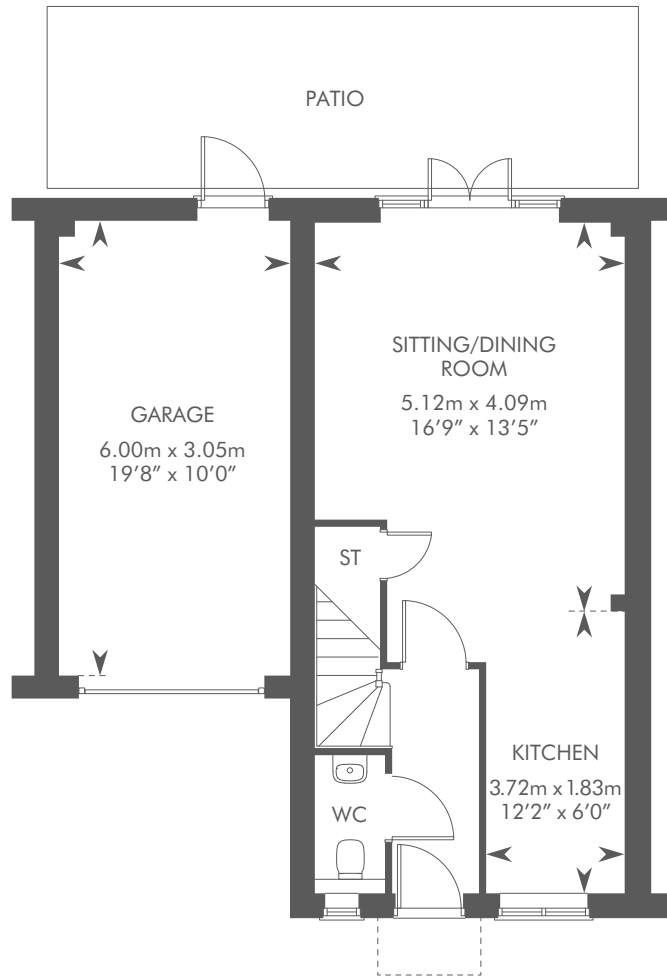 PATIO
SITTING/DINING
ROOM
5.12m x 4.09m
16’9” x 13’5”
GARAGE
6.00m x 3.05m
19’8” x 10’0”
ST
KITCHEN
3.72m x 1.83m
12’2” x 6’0”
WC